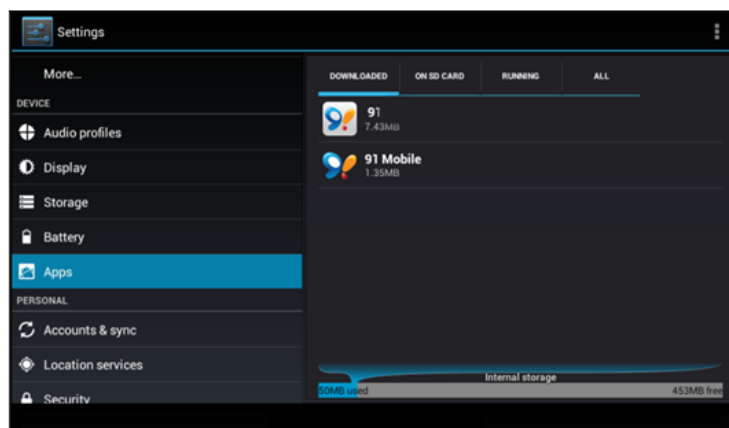 Settings
More...
DEVICE
Audio profiles
Display
Storage
Battery
Apps
PERSONAL
Accounts & sync
Location services
Security
DOWNLOADED ON SD CARD RUNNING ALL
91
7.43MB
91 Mobile
1.35MB
Internal storage
50MB used 453MB free